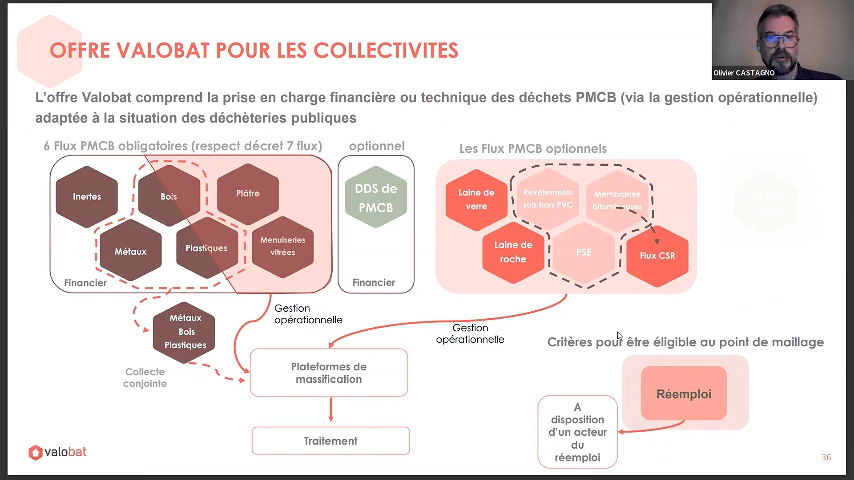 OFFRE VALOBAT POUR LES COLLECTIVITES
Olivier CASTAGNO
L'offre Valobat comprend la prise en charge financière ou technique des déchets PMCB (via la gestion opérationnelle)
adaptée à la situation des déchèteries publiques
6 Flux PMCB obligatoires (respect décret 7 flux)
optionnel
Les Flux PMCB optionnels
Inertes
Bois
Plâtre
Métaux
Plastiques
Menuiseries
vitrées
Financier
DDS de
PMCB
Financier
Laine de
verre
Revêtements
sols hors PVC
Membranes
bitumineuses
Laine de
roche
PSE
Flux CSR
Métaux
Bois
Plastiques
Collecte
conjointe
Gestion
opérationnelle
Gestion
opérationnelle
Plateformes de
massification
Traitement
Critères pour être éligible au point de maillage
Réemploi
A
disposition
d'un acteur
du
réemploi
valobat
36